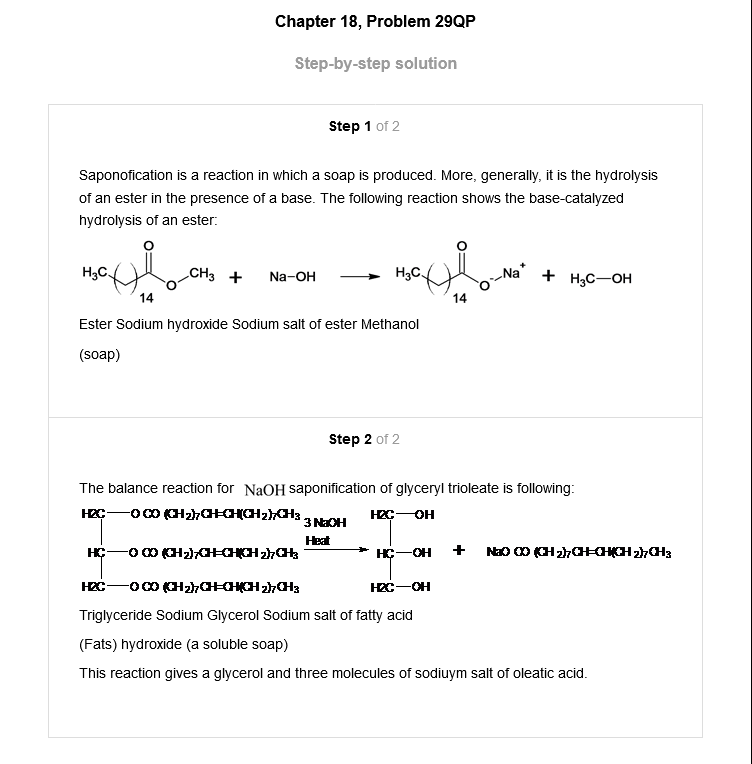 Chapter 18, Problem 29QP
Step-by-step solution
Step 1 of 2
Saponofication is a reaction in which a soap is produced. More, generally, it is the hydrolysis
of an ester in the presence of a base. The following reaction shows the base-catalyzed
hydrolysis of an ester:
O O
H3C CH3 + Na–OH H3C Na+ + H3C—OH
O O-
14 14
Ester Sodium hydroxide Sodium salt of ester Methanol
(soap)
Step 2 of 2
The balance reaction for NaOH saponification of glyceryl trioleate is following:
H2C—O CO (CH2)7CH=CH(CH2)7CH3 3 NaOH H2C—OH
Heat
HC—O CO (CH2)7CH=CH(CH2)7CH3 HC—OH + NaO CO (CH2)7CH=CH(CH2)7CH3
H2C—O CO (CH2)7CH=CH(CH2)7CH3 H2C—OH
Triglyceride Sodium Glycerol Sodium salt of fatty acid
(Fats) hydroxide (a soluble soap)
This reaction gives a glycerol and three molecules of sodiuym salt of oleatic acid.